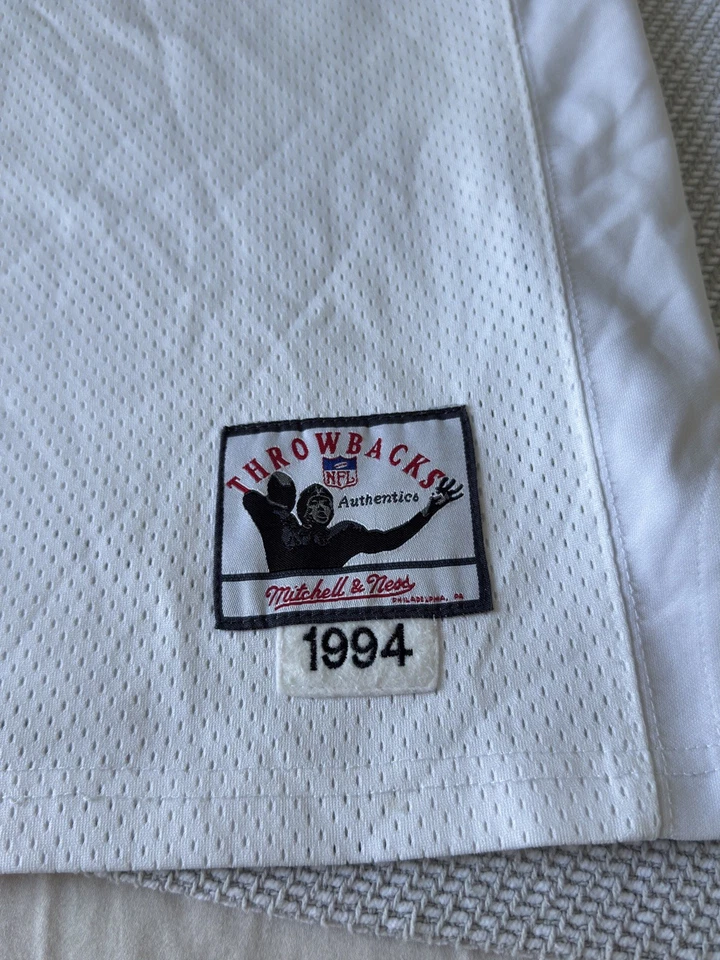 THROWBACKS
NFL
Authentics
Mitchell & Ness
PHILADELPHIA, PA
1994